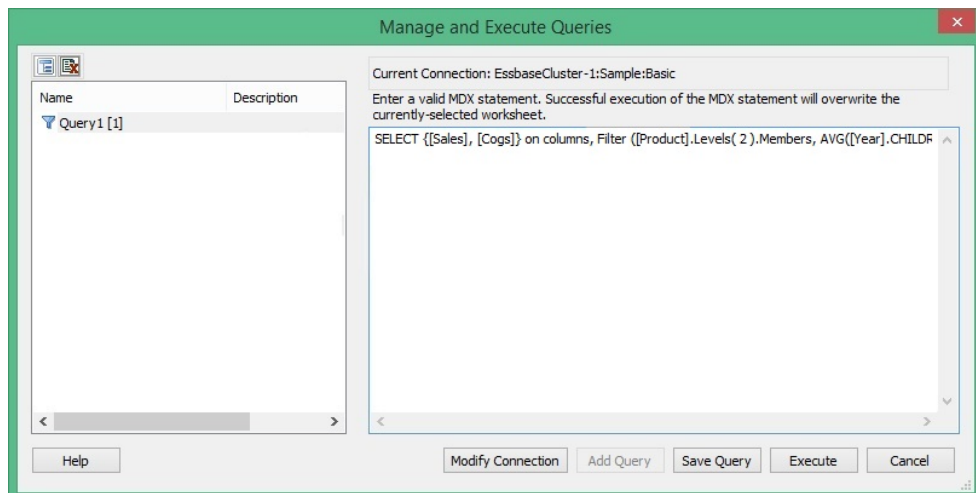 Manage and Execute Queries
Name Description
Query1 [1]
Current Connection: EssbaseCluster-1:Sample:Basic
Enter a valid MDX statement. Successful execution of the MDX statement will overwrite the
currently-selected worksheet.
SELECT {[Sales], [Cogs]} on columns, Filter ([Product].Levels( 2 ).Members, AVG([Year].CHILDR
Help Modify Connection Add Query Save Query Execute Cancel